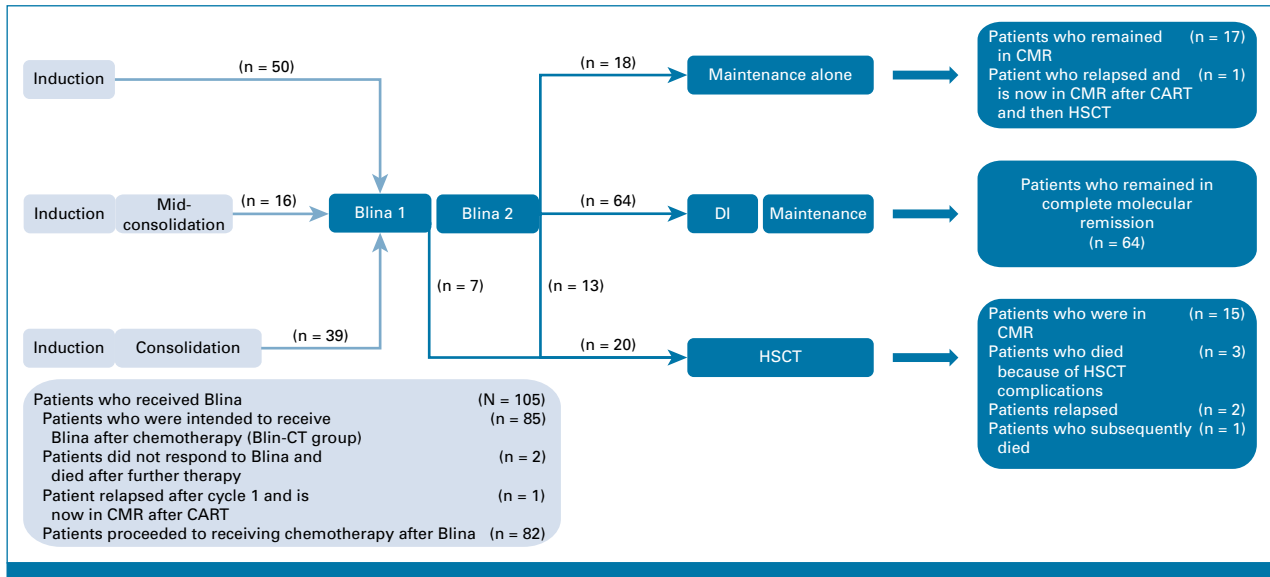 Induction
(n = 50)
(n = 18)
Maintenance alone
Patients who remained (n = 17)
in CMR
Patient who relapsed and (n = 1)
is now in CMR after CART
and then HSCT
Induction
Mid-
consolidation
(n = 16)
Blina 1
Blina 2
(n = 64)
DI
Maintenance
Patients who remained in
complete molecular
remission
(n = 64)
(n = 7)
(n = 13)
Induction
Consolidation
(n = 39)
(n = 20)
HSCT
Patients who were in (n = 15)
CMR
Patients who died (n = 3)
because of HSCT
complications
Patients relapsed (n = 2)
Patients who subsequently (n = 1)
died
Patients who received Blina (N = 105)
Patients who were intended to receive (n = 85)
Blina after chemotherapy (Blin-CT group)
Patients did not respond to Blina and (n = 2)
died after further therapy
Patient relapsed after cycle 1 and is (n = 1)
now in CMR after CART
Patients proceeded to receiving chemotherapy after Blina (n = 82)